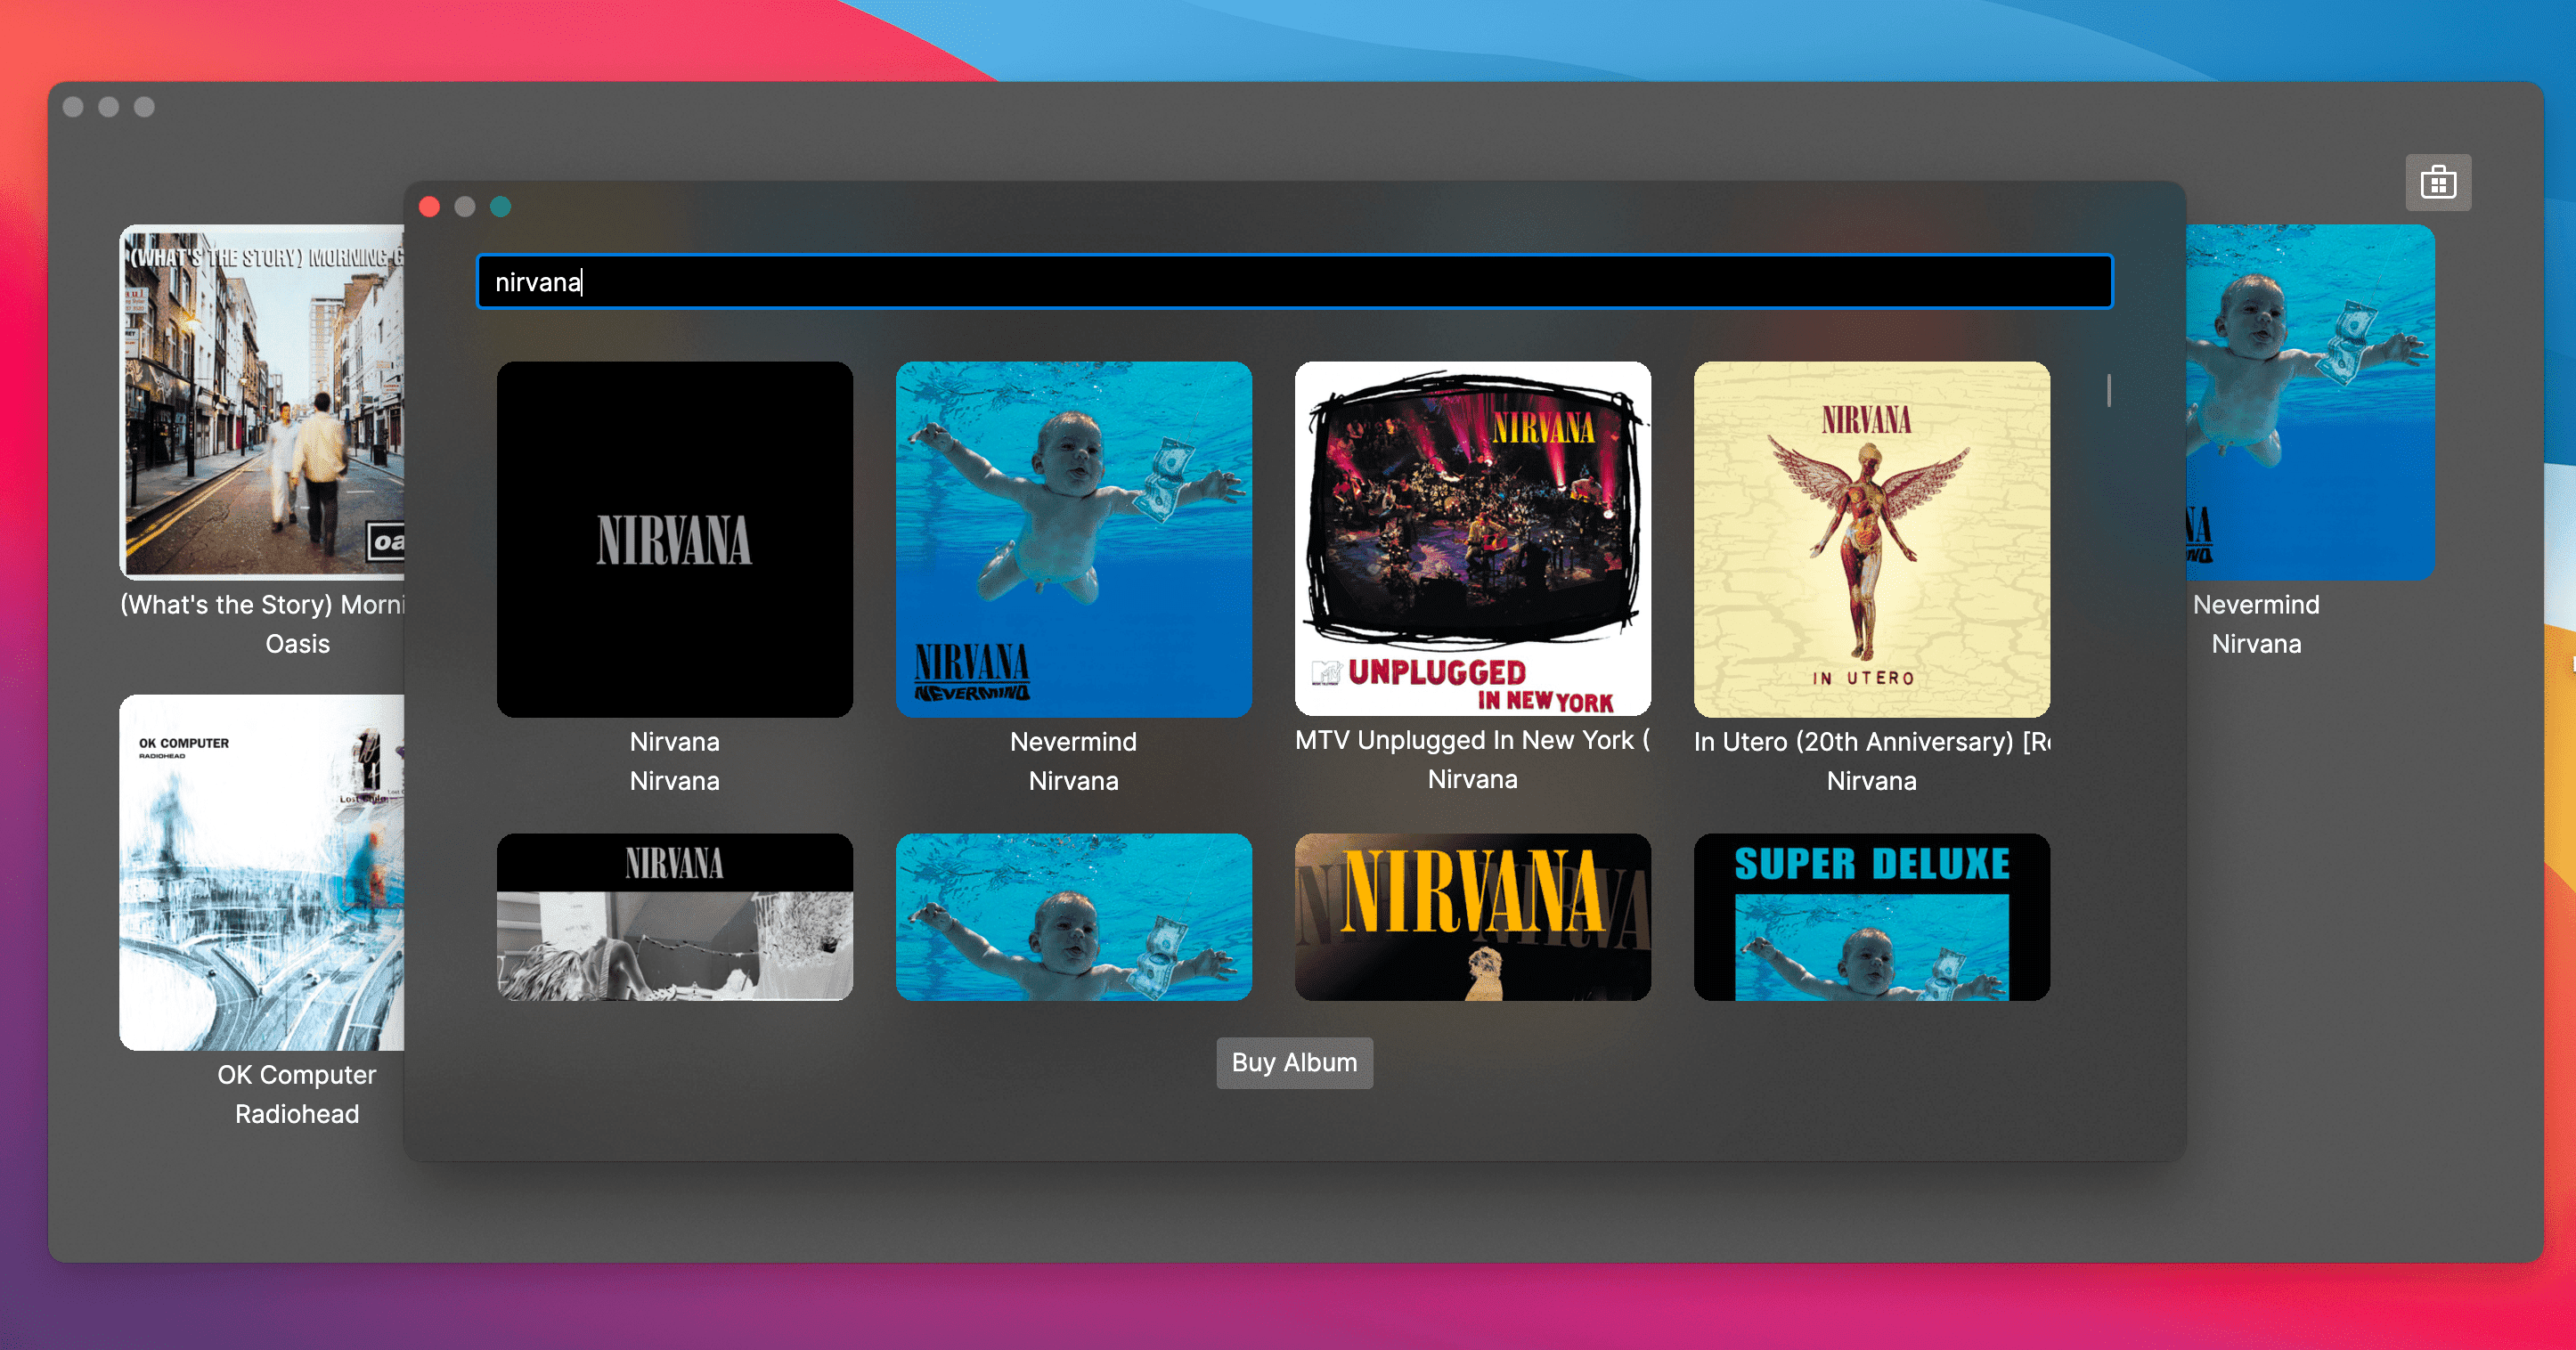 (WHAT'S THE STORY) MORNING G
(What's the Story) Morni
Oasis
OK COMPUTER
RADIOHEAD
OK Computer
Radiohead
nirvana
NIRVANA
Nirvana
Nirvana
NIRVANA
NEVERMIND
Nevermind
Nirvana
NIRVANA
UNPLUGGED
IN NEW YORK
MTV Unplugged In New York (
Nirvana
NIRVANA
IN UTERO
In Utero (20th Anniversary) [Re
Nirvana
NIRVANA
NIRVANA
SUPER DELUXE
Buy Album
Nevermind
Nirvana